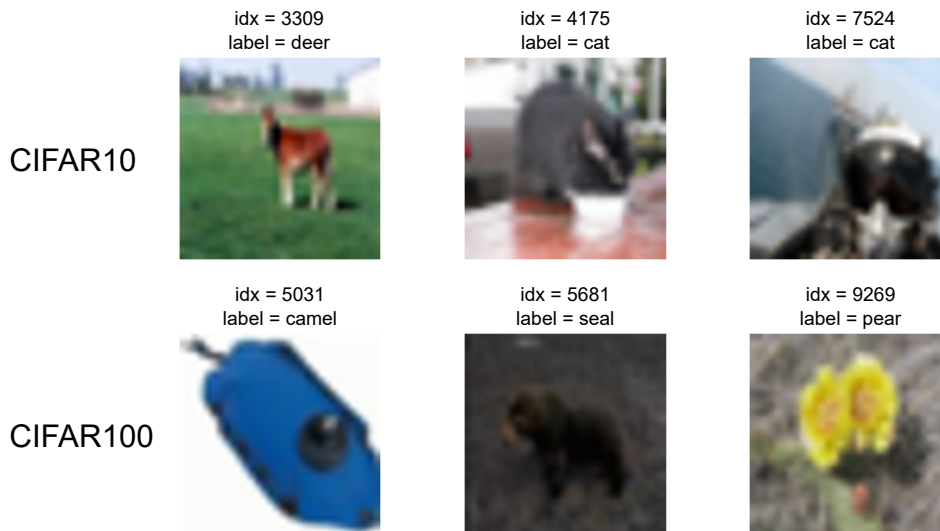 idx = 3309
label = deer
idx = 4175
label = cat
idx = 7524
label = cat
CIFAR10
idx = 5031
label = camel
idx = 5681
label = seal
idx = 9269
label = pear
CIFAR100